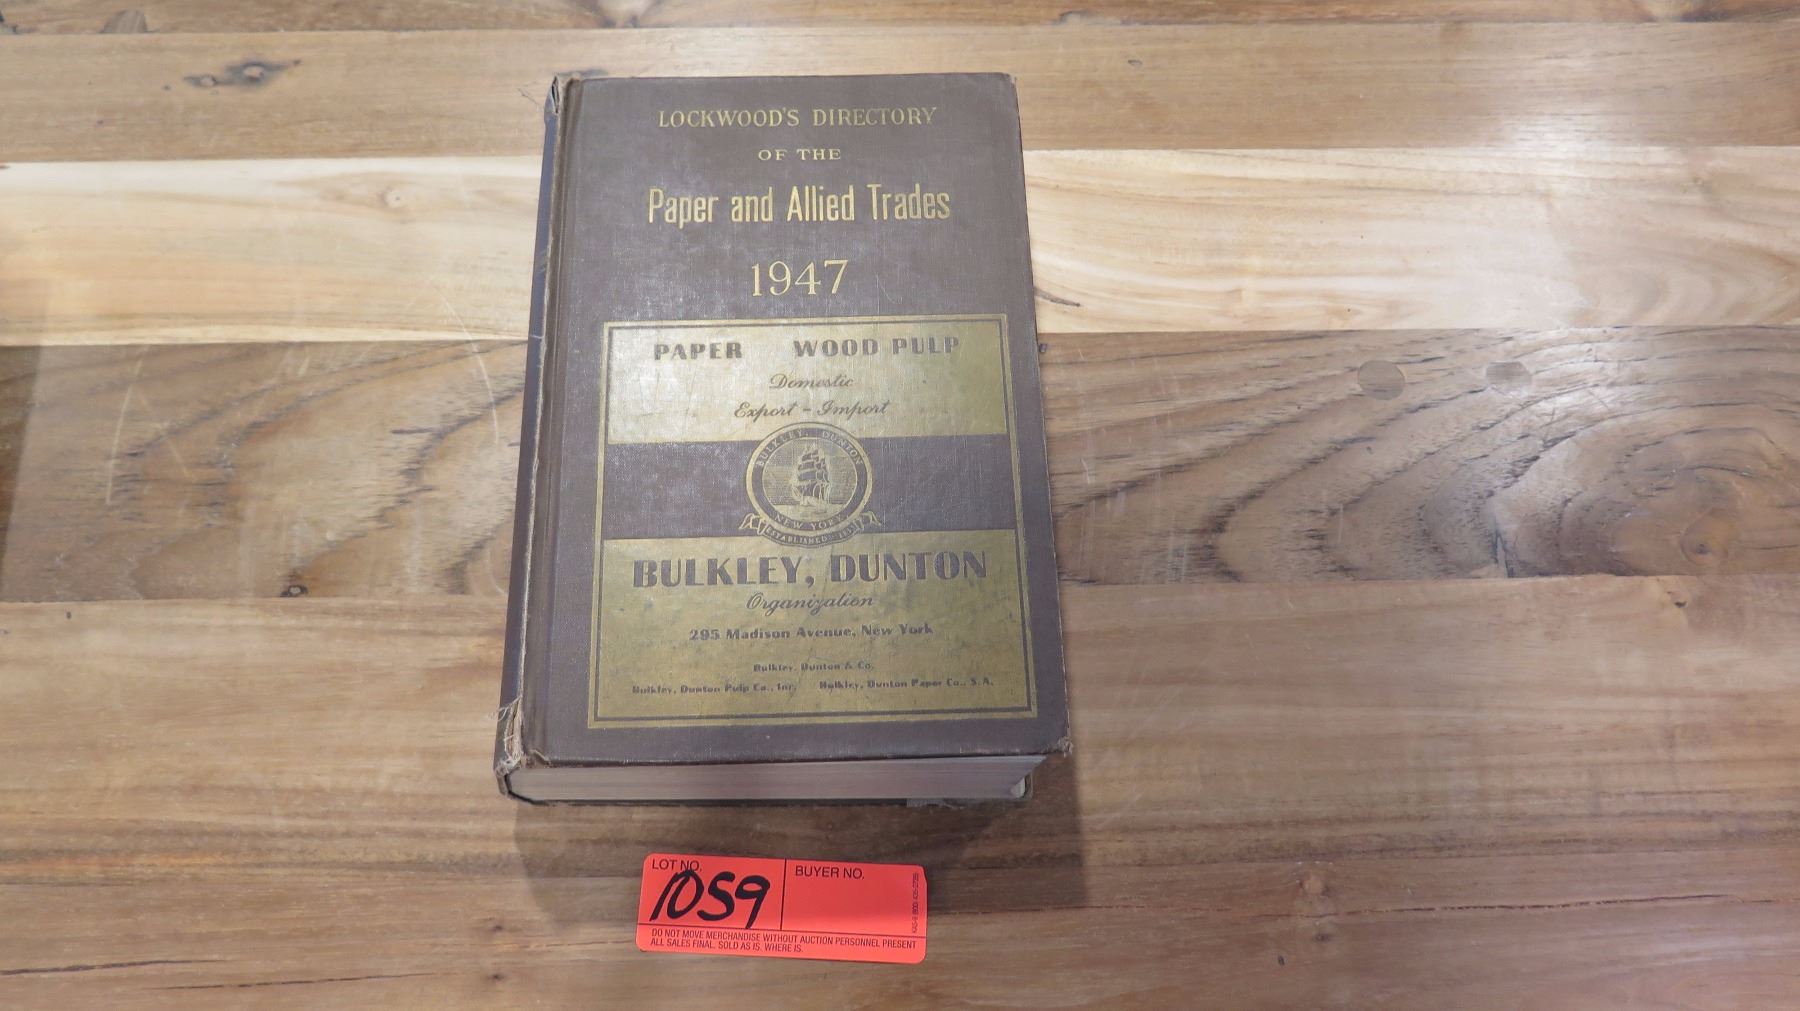 LOCKWOOD'S DIRECTORY
OF THE
Paper and Allied Trades
1947
PAPER WOOD PULP
Domestic
Export - Import
BULKLEY, DUNTON
NEW YORK
ESTABLISHED
BULKLEY, DUNTON
Organization
295 Madison Avenue, New York
Bulkley, Dunton & Co.
Bulkley, Dunton Pulp Co., Inc. Bulkley, Dunton Paper Co., S.A.
LOT NO.
1059
BUYER NO.
DO NOT MOVE MERCHANDISE WITHOUT AUCTION PERSONNEL PRESENT
ALL SALES FINAL. SOLD AS IS. WHERE IS.